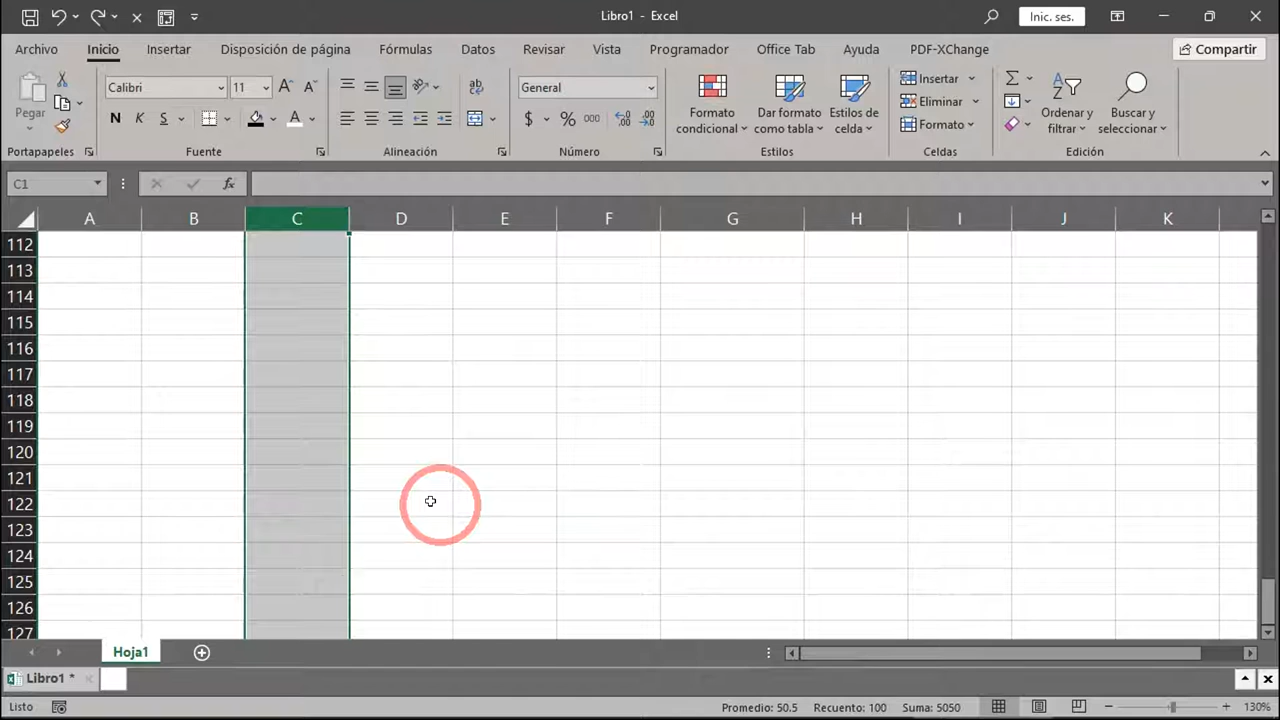 Libro1 - Excel
Inic. ses.
Archivo Inicio Insertar Disposición de página Fórmulas Datos Revisar Vista Programador Office Tab Ayuda PDF-XChange Compartir
Pegar
Calibri 11
N K S
A A
ab
General
$ % 000
Formato condicional
Dar formato como tabla
Estilos de celda
Insertar
Eliminar
Formato
Ordenar y filtrar
Buscar y seleccionar
Portapapeles Fuente Alineación Número Estilos Celdas Edición
C1 fx
A B C D E F G H I J K
112
113
114
115
116
117
118
119
120
121
122
123
124
125
126
127
Hoja1
Libro1 *
Listo Promedio: 50.5 Recuento: 100 Suma: 5050 130%